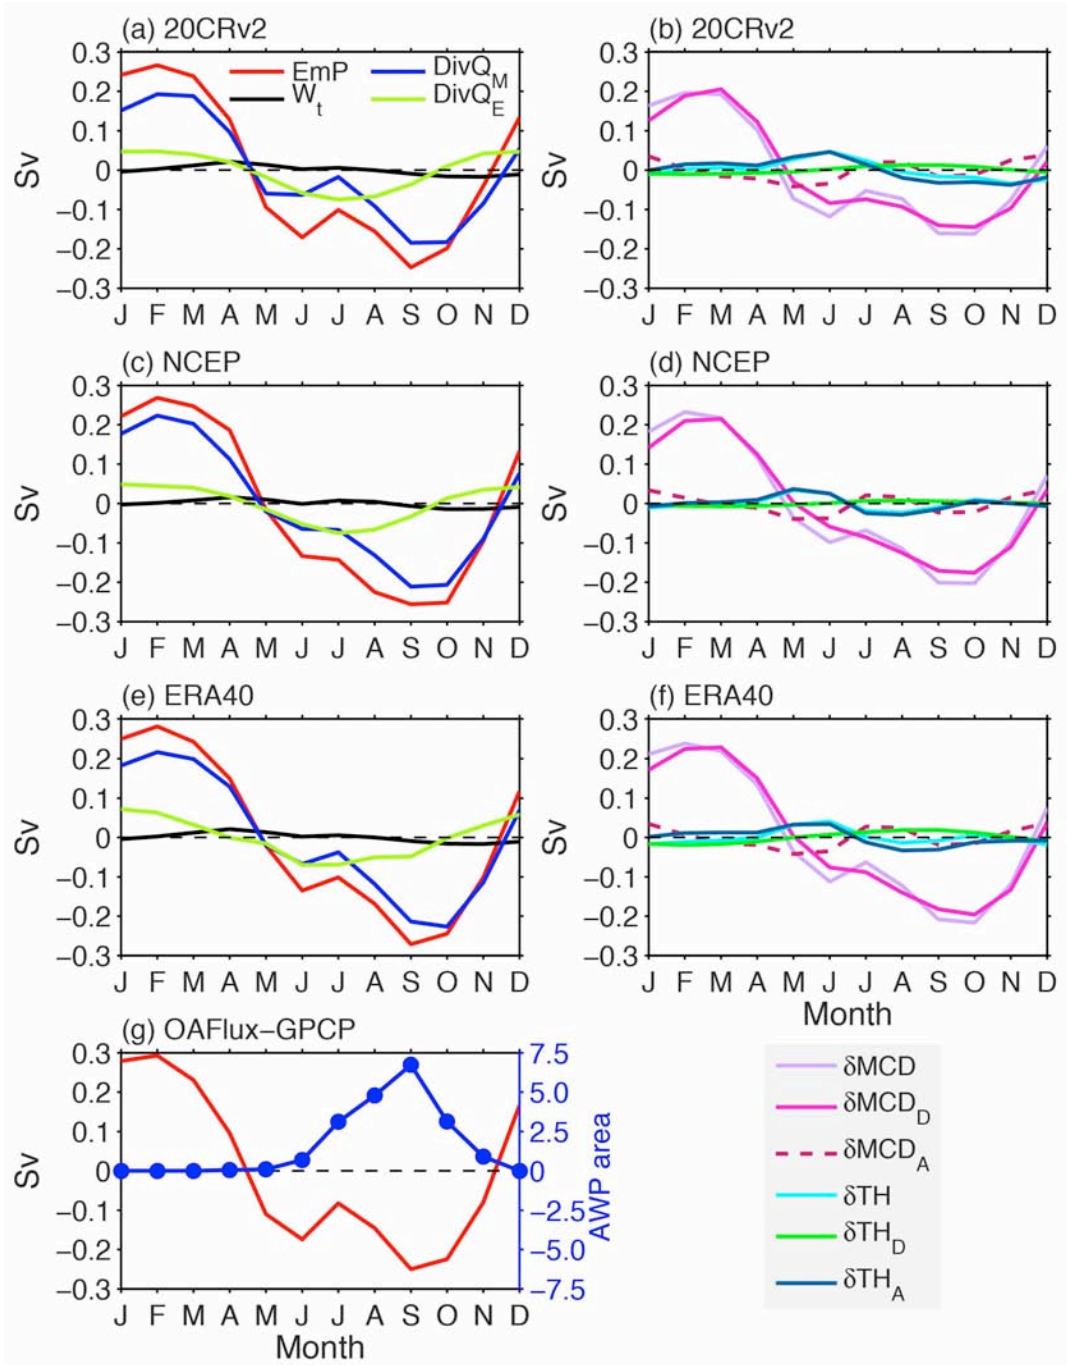 (a) 20CRv2
0.3
0.2
0.1
0
−0.1
−0.2
−0.3
Sv
EmP
W_t
DivQ_M
DivQ_E
J F M A M J J A S O N D
(b) 20CRv2
0.3
0.2
0.1
0
−0.1
−0.2
−0.3
Sv
J F M A M J J A S O N D
(c) NCEP
0.3
0.2
0.1
0
−0.1
−0.2
−0.3
Sv
J F M A M J J A S O N D
(d) NCEP
0.3
0.2
0.1
0
−0.1
−0.2
−0.3
Sv
J F M A M J J A S O N D
(e) ERA40
0.3
0.2
0.1
0
−0.1
−0.2
−0.3
Sv
J F M A M J J A S O N D
(f) ERA40
0.3
0.2
0.1
0
−0.1
−0.2
−0.3
Sv
J F M A M J J A S O N D
Month
(g) OAFlux−GPCP
0.3
0.2
0.1
0
−0.1
−0.2
−0.3
Sv
7.5
5.0
2.5
0
−2.5
−5.0
−7.5
AWP area
J F M A M J J A S O N D
Month
δMCD
δMCD_D
δMCD_A
δTH
δTH_D
δTH_A